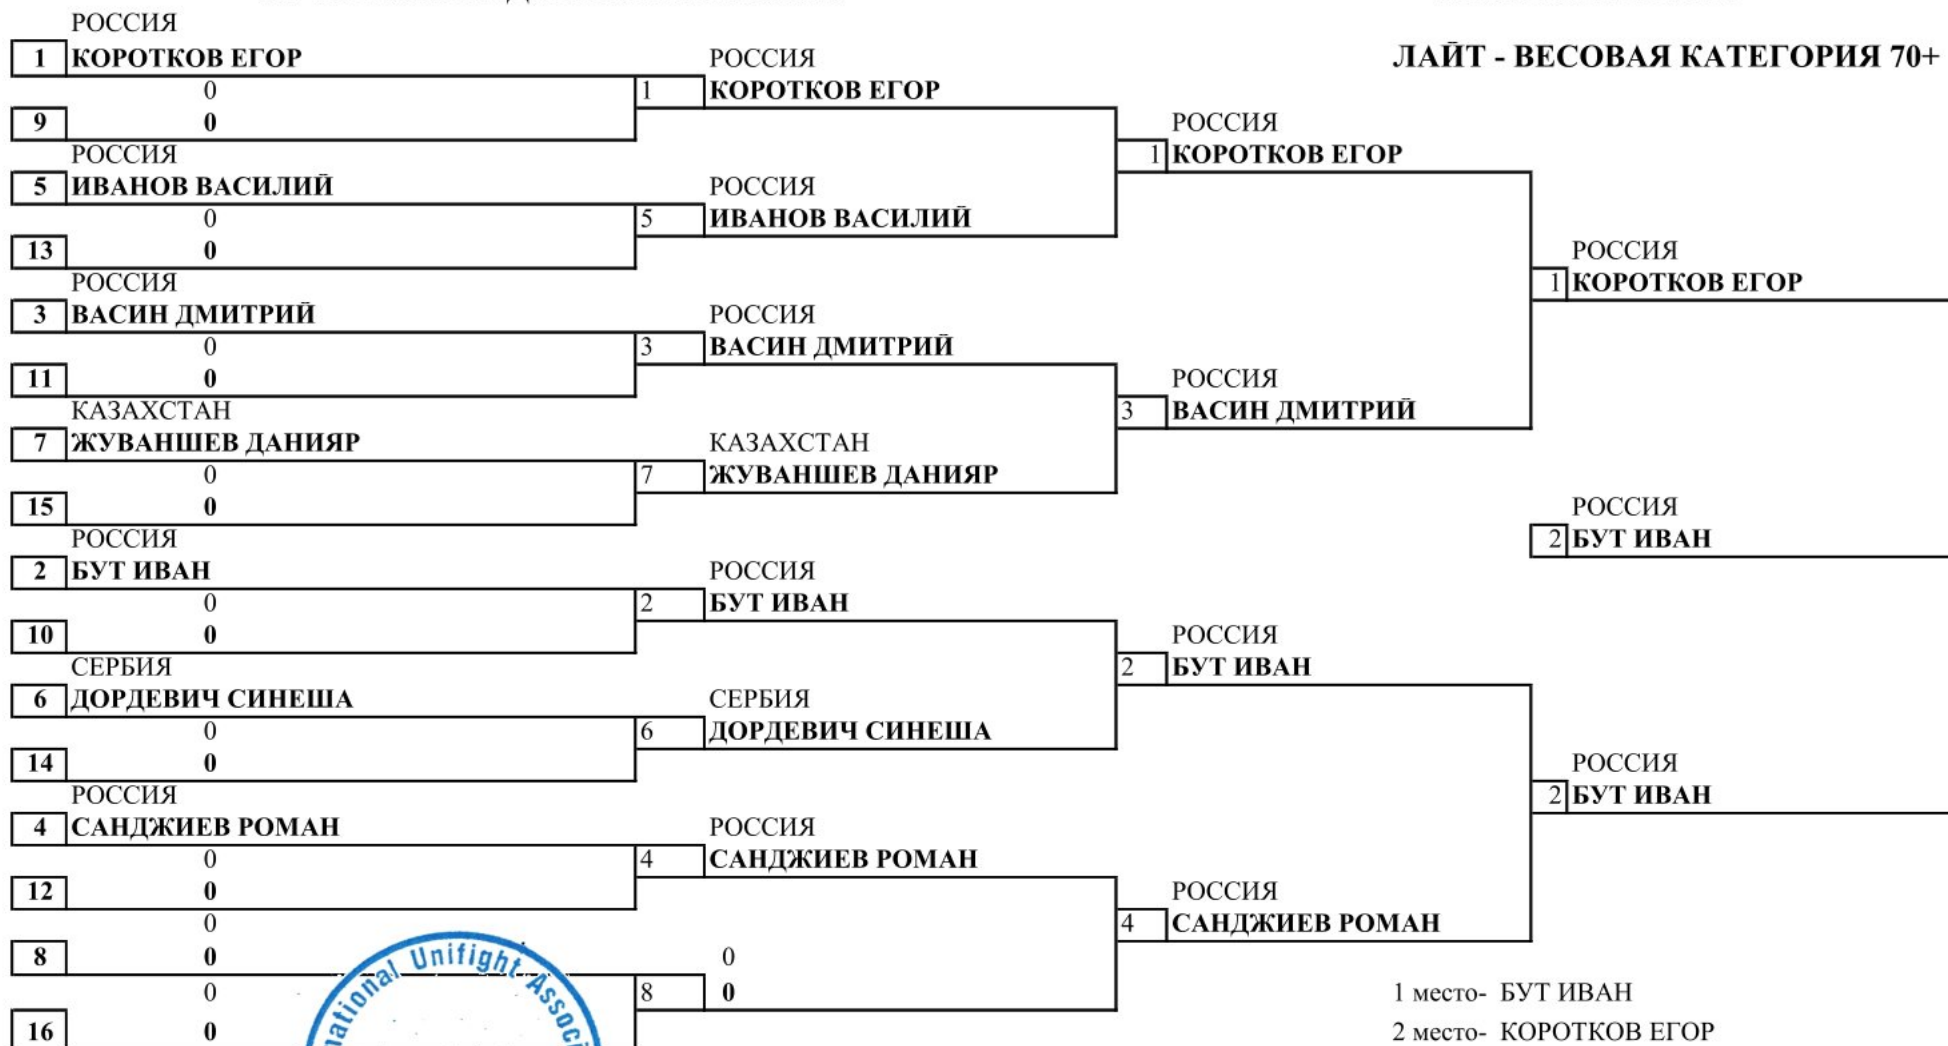 РОССИЯ
1 КОРОТКОВ ЕГОР
РОССИЯ
ЛАЙТ - ВЕСОВАЯ КАТЕГОРИЯ 70+
0
1 КОРОТКОВ ЕГОР
9 0
РОССИЯ
РОССИЯ
1 КОРОТКОВ ЕГОР
5 ИВАНОВ ВАСИЛИЙ
РОССИЯ
0
5 ИВАНОВ ВАСИЛИЙ
13 0
РОССИЯ
РОССИЯ
1 КОРОТКОВ ЕГОР
3 ВАСИН ДМИТРИЙ
РОССИЯ
0
3 ВАСИН ДМИТРИЙ
11 0
РОССИЯ
КАЗАХСТАН
3 ВАСИН ДМИТРИЙ
7 ЖУВАНШЕВ ДАНИЯР
КАЗАХСТАН
0
7 ЖУВАНШЕВ ДАНИЯР
15 0
РОССИЯ
РОССИЯ
2 БУТ ИВАН
2 БУТ ИВАН
РОССИЯ
0
2 БУТ ИВАН
10 0
РОССИЯ
СЕРБИЯ
2 БУТ ИВАН
6 ДОРДЕВИЧ СИНЕША
СЕРБИЯ
0
6 ДОРДЕВИЧ СИНЕША
14 0
РОССИЯ
РОССИЯ
2 БУТ ИВАН
4 САНДЖИЕВ РОМАН
РОССИЯ
0
4 САНДЖИЕВ РОМАН
12 0
РОССИЯ
0
4 САНДЖИЕВ РОМАН
8 0
0
0
8 0
1 место- БУТ ИВАН
16 0
2 место- КОРОТКОВ ЕГОР
Unifight